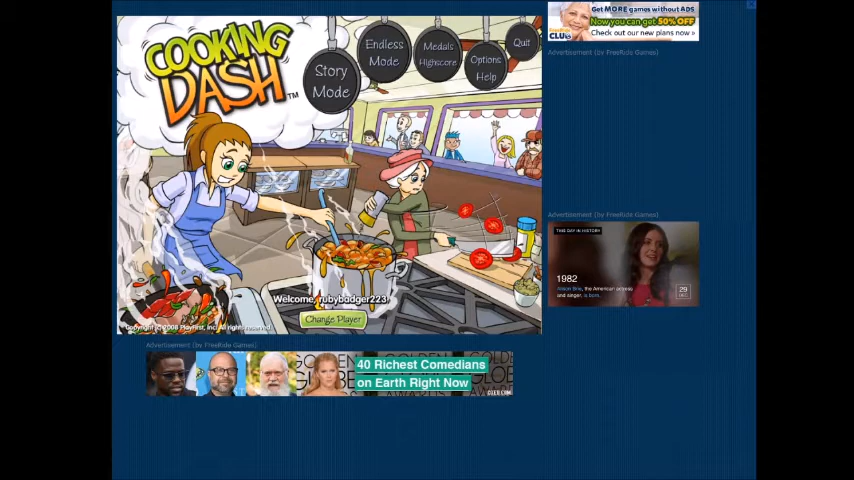 COOKING
DASH
TM
Story
Mode
Endless
Mode
Medals
Highscore
Options
Help
Quit
Welcome, rubybadger223.
Change Player
Copyright (c) 2008 PlayFirst, Inc. All rights reserved.
Get MORE games without ADS
Now you can get 50% OFF
Check out our new plans now »
CLUB
Advertisement (by FreeRide Games)
Advertisement (by FreeRide Games)
THIS DAY IN HISTORY
1982
Alison Brie, the American actress
and singer, is born.
29
DEC
Advertisement (by FreeRide Games)
40 Richest Comedians
on Earth Right Now